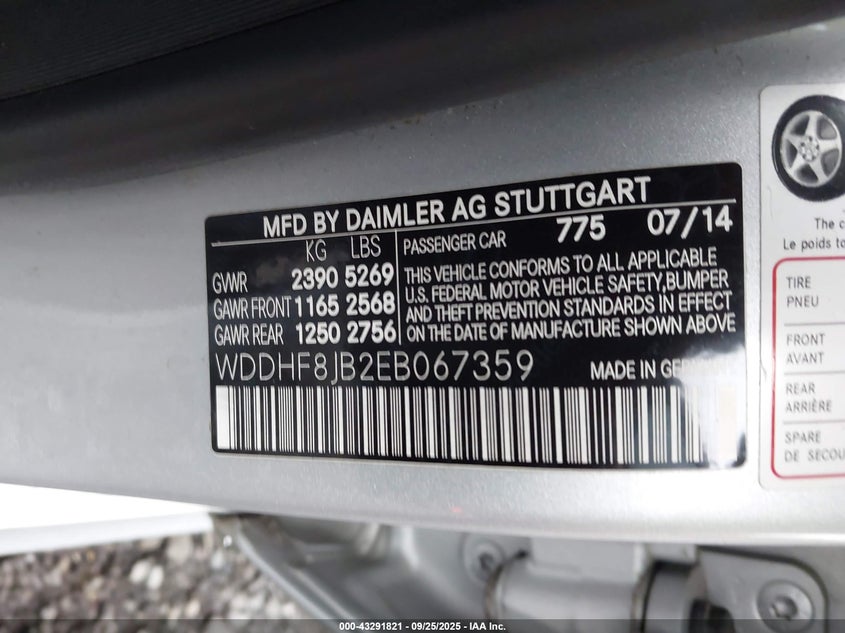 MFD BY DAIMLER AG STUTTGART
KG LBS
GVWR 2390 5269
GAWR FRONT 1165 2568
GAWR REAR 1250 2756
PASSENGER CAR 775 07/14
THIS VEHICLE CONFORMS TO ALL APPLICABLE
U.S. FEDERAL MOTOR VEHICLE SAFETY,BUMPER
AND THEFT PREVENTION STANDARDS IN EFFECT
ON THE DATE OF MANUFACTURE SHOWN ABOVE
WDDHF8JB2EB067359 MADE IN
The
Le poids
TIRE
PNEU
FRONT
AVANT
REAR
ARRIÈRE
SPARE
DE
000-43291821 - 09/25/2025 - IAA Inc.